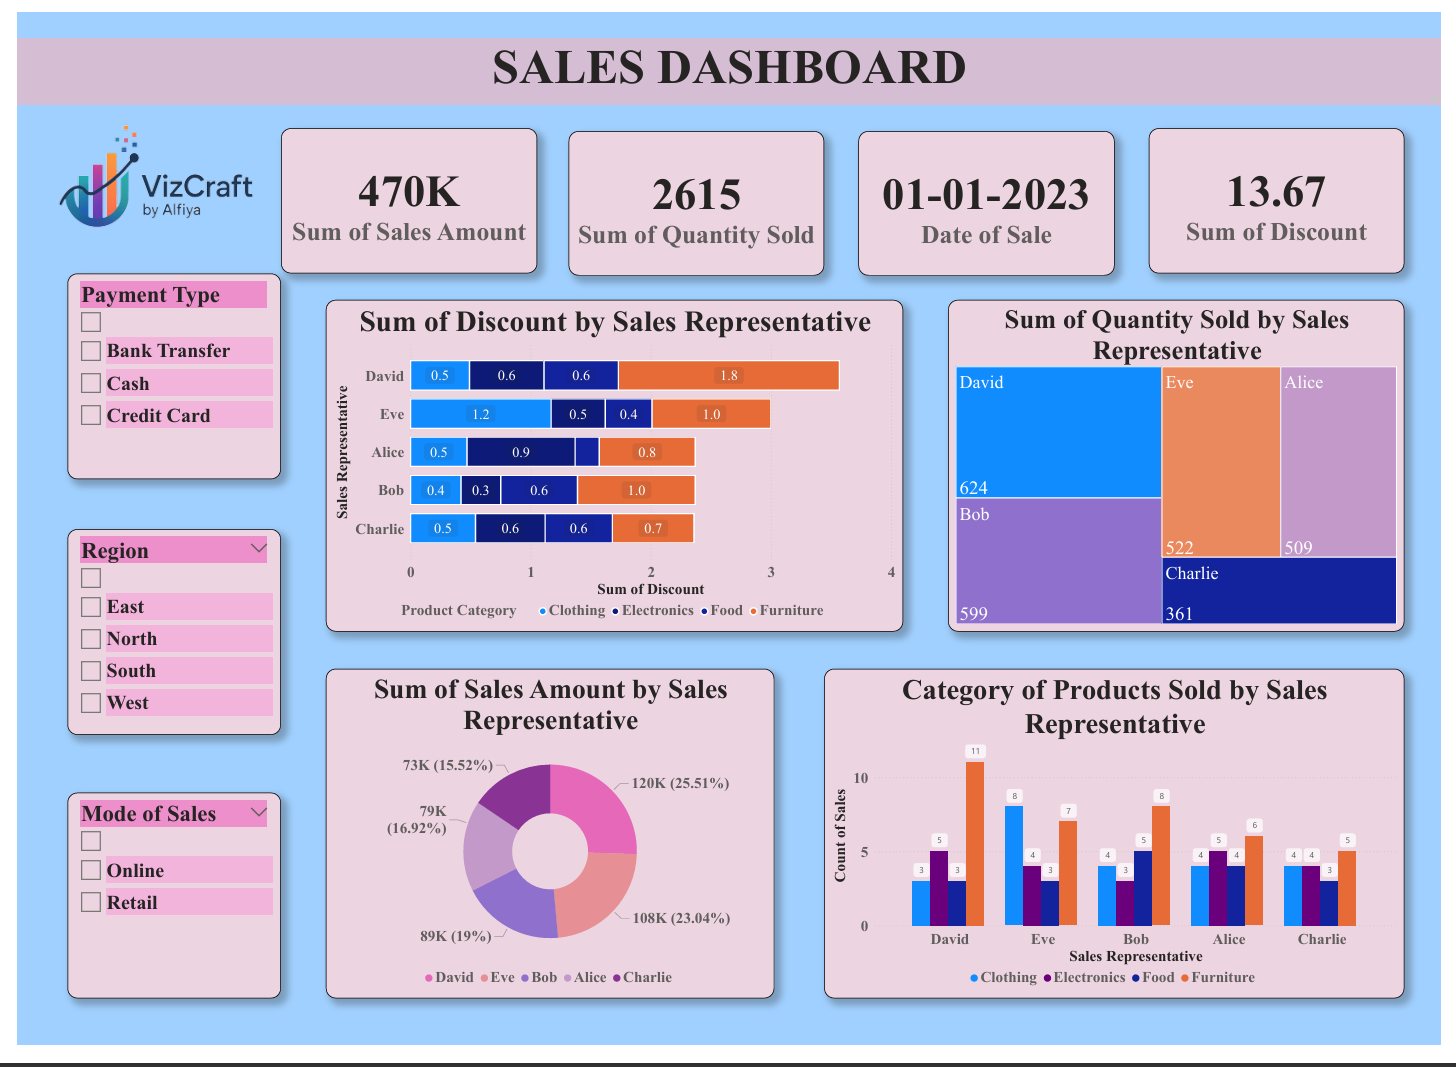 SALES DASHBOARD
VizCraft
by Alfiya
470K
Sum of Sales Amount
2615
Sum of Quantity Sold
01-01-2023
Date of Sale
13.67
Sum of Discount
Payment Type
Bank Transfer
Cash
Credit Card
Region
East
North
South
West
Mode of Sales
Online
Retail
Sum of Discount by Sales Representative
Sales Representative
David
0.5 0.6 0.6 1.8
Eve
1.2 0.5 0.4 1.0
Alice
0.5 0.9 0.8
Bob
0.4 0.3 0.6 1.0
Charlie
0.5 0.6 0.6 0.7
0 1 2 3 4
Sum of Discount
Product Category Clothing Electronics Food Furniture
Sum of Quantity Sold by Sales
Representative
David
624
Bob
599
Eve
522
Alice
509
Charlie
361
Sum of Sales Amount by Sales
Representative
73K (15.52%)
120K (25.51%)
79K
(16.92%)
108K (23.04%)
89K (19%)
David Eve Bob Alice Charlie
Category of Products Sold by Sales
Representative
Count of Sales
10
5
0
3 5 3 11
8 4 3 7
4 3 5 8
4 5 4 6
4 4 3 5
David Eve Bob Alice Charlie
Sales Representative
Clothing Electronics Food Furniture